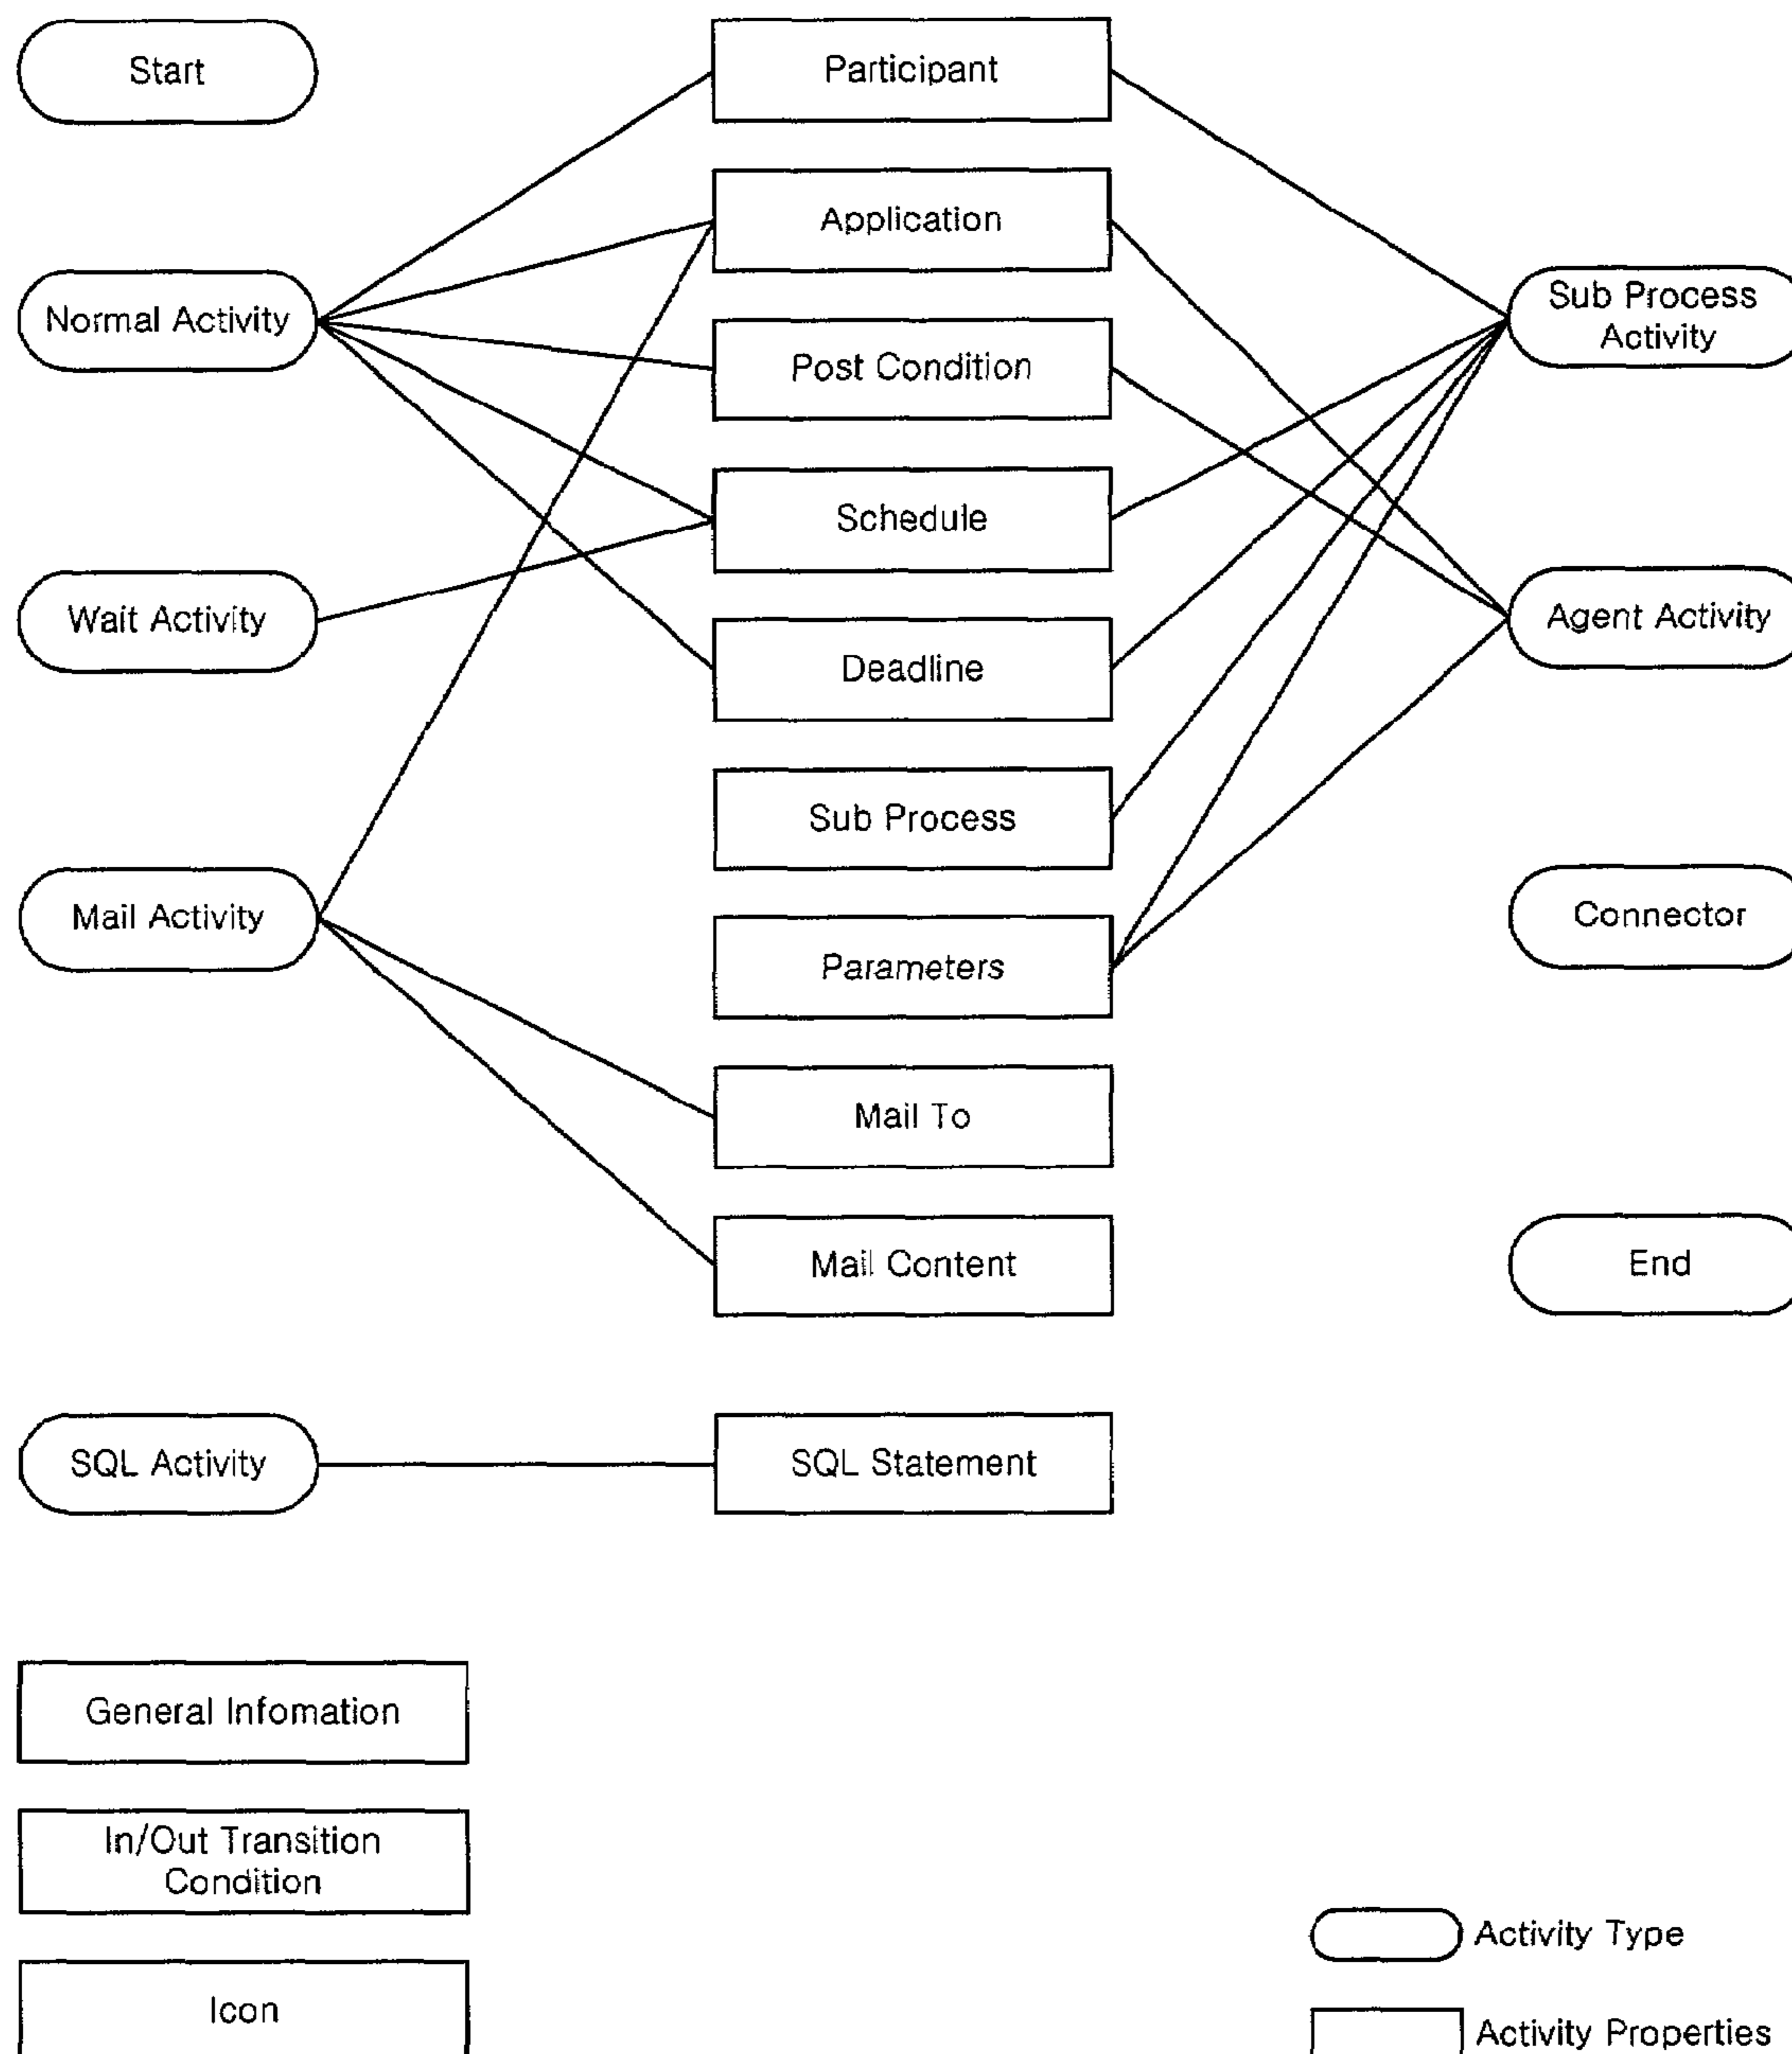 Start
Participant
Application
Normal Activity
Sub Process
Activity
Post Condition
Schedule
Wait Activity
Agent Activity
Deadline
Sub Process
Mail Activity
Connector
Parameters
Mail To
Mail Content
End
SQL Activity
SQL Statement
General Infomation
In/Out Transition
Condition
Icon
Activity Type
Activity Properties